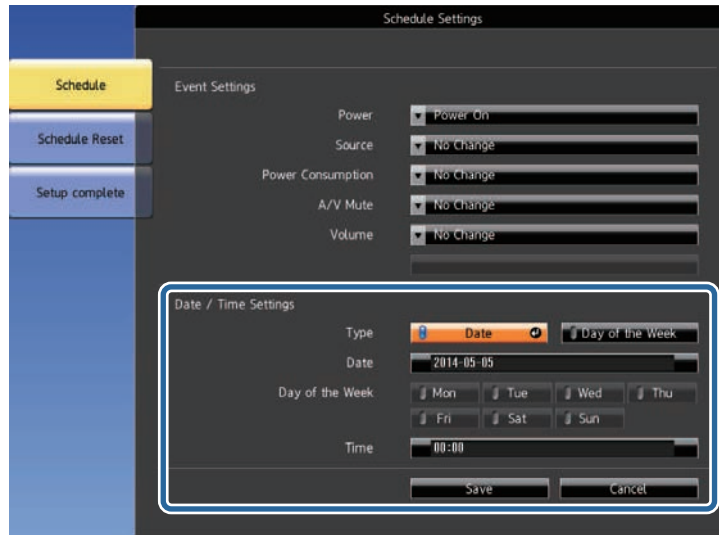 Schedule Settings
Schedule
Schedule Reset
Setup complete
Event Settings
Power Power On
Source No Change
Power Consumption No Change
A/V Mute No Change
Volume No Change
Date / Time Settings
Type Date Day of the Week
Date 2014-05-05
Day of the Week Mon Tue Wed Thu
Fri Sat Sun
Time 00:00
Save Cancel